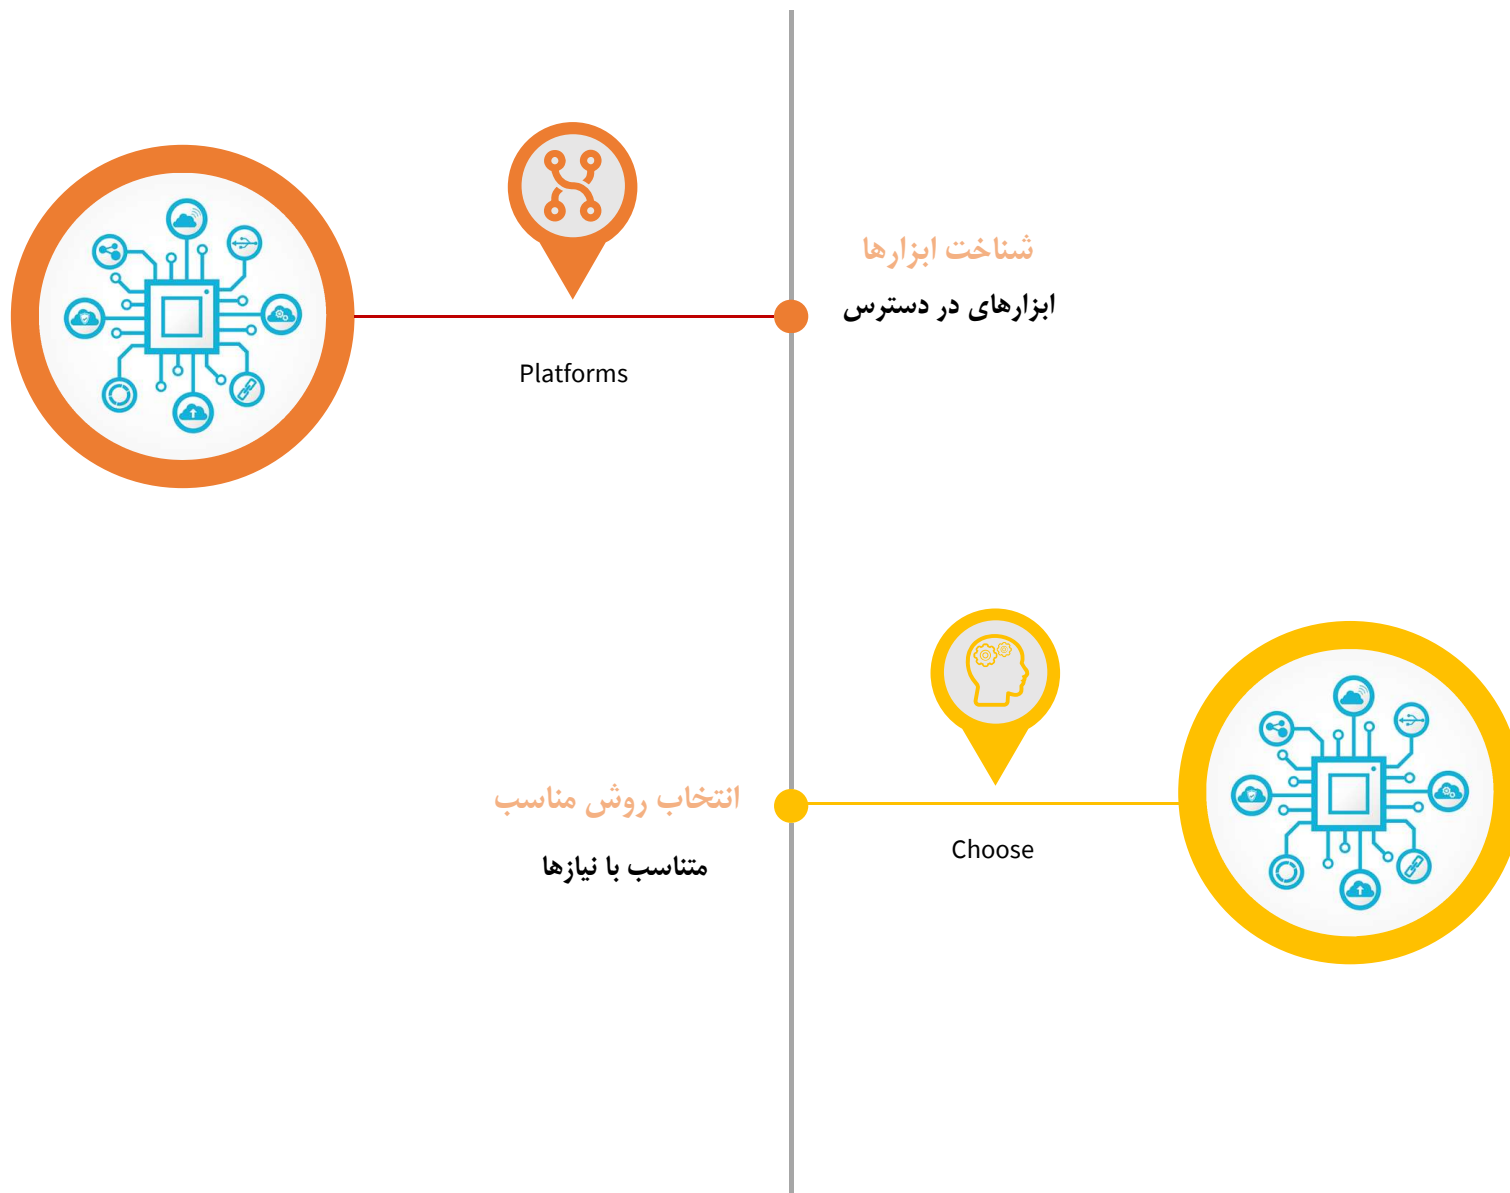 شناخت ابزارها
ابزارهای در دسترس
Platforms
انتخاب روش مناسب
متناسب با نیازها
Choose